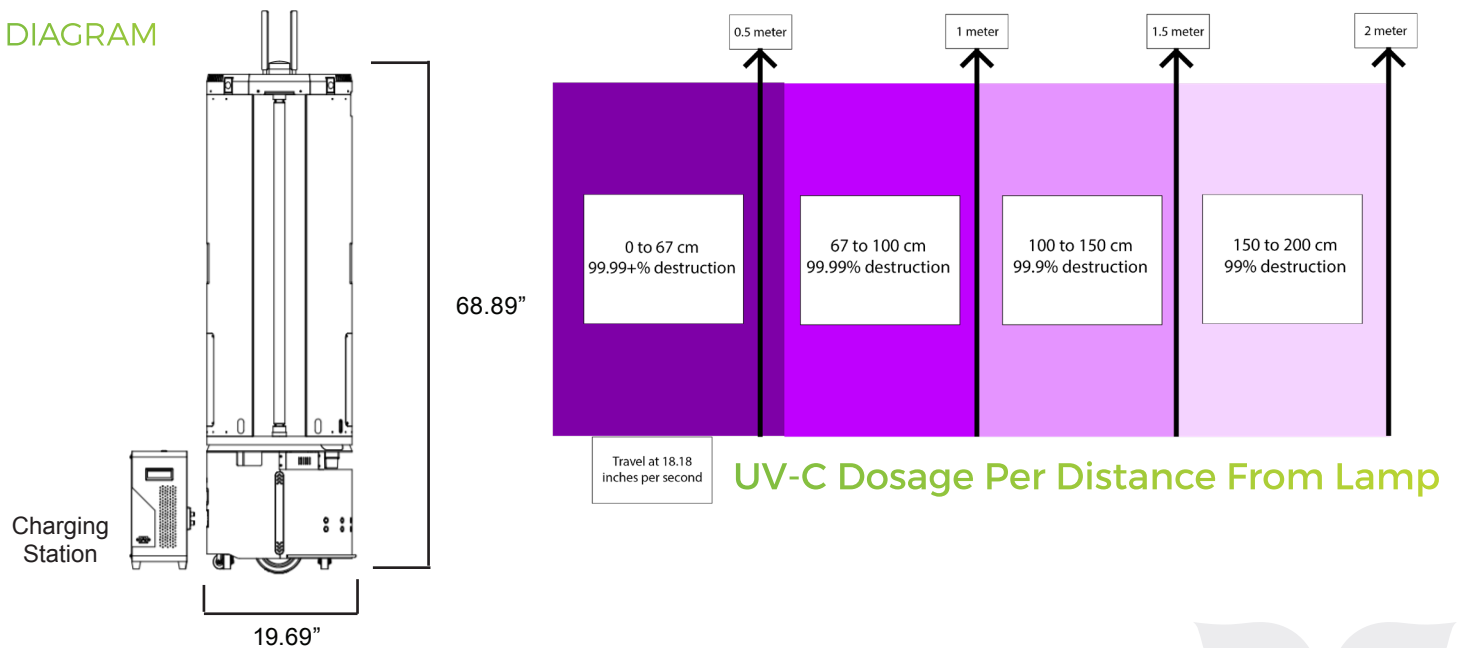 DIAGRAM
68.89”
Charging
Station
19.69”
0.5 meter
1 meter
1.5 meter
2 meter
0 to 67 cm
99.99+% destruction
67 to 100 cm
99.99% destruction
100 to 150 cm
99.9% destruction
150 to 200 cm
99% destruction
Travel at 18.18
inches per second
UV-C Dosage Per Distance From Lamp